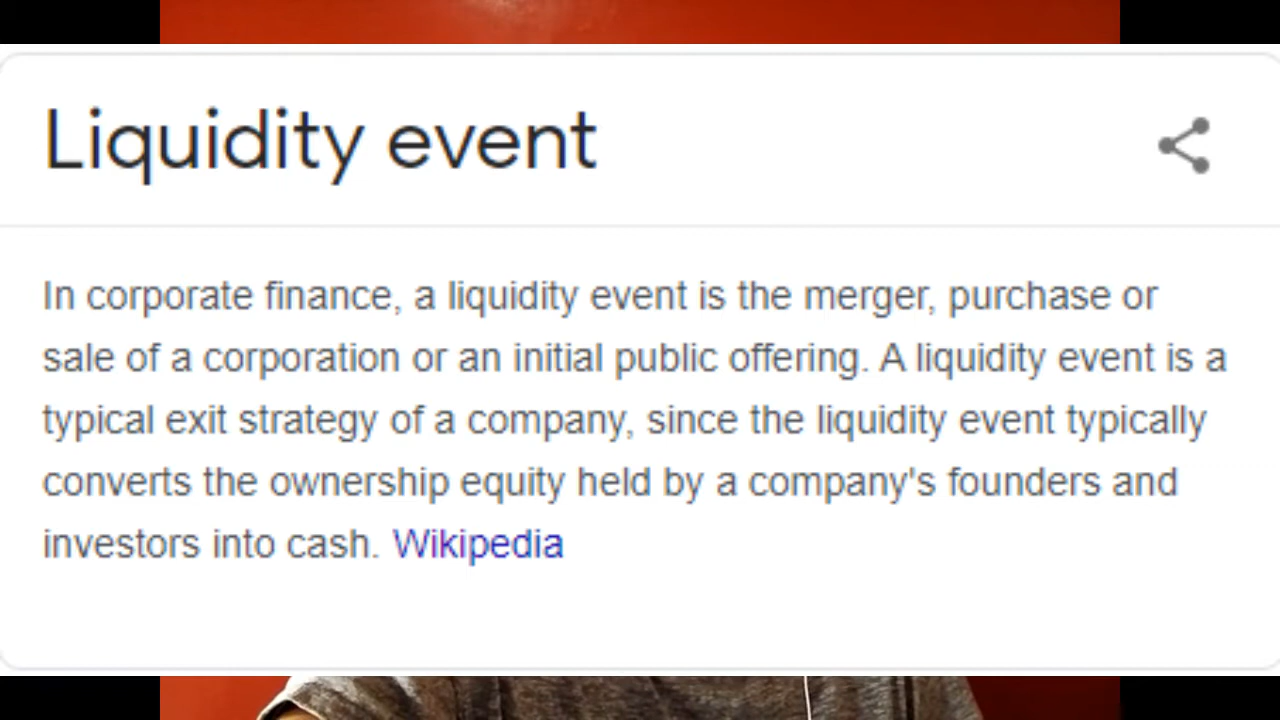 Liquidity event
In corporate finance, a liquidity event is the merger, purchase or
sale of a corporation or an initial public offering. A liquidity event is a
typical exit strategy of a company, since the liquidity event typically
converts the ownership equity held by a company's founders and
investors into cash. Wikipedia